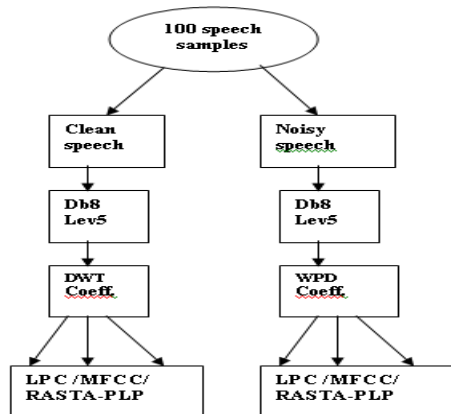 100 speech
samples
Clean
speech
Noisy
speech
Db8
Lev5
Db8
Lev5
DWT
Coeff.
WPD
Coeff.
LPC /MFCC/
RASTA-PLP
LPC /MFCC/
RASTA-PLP